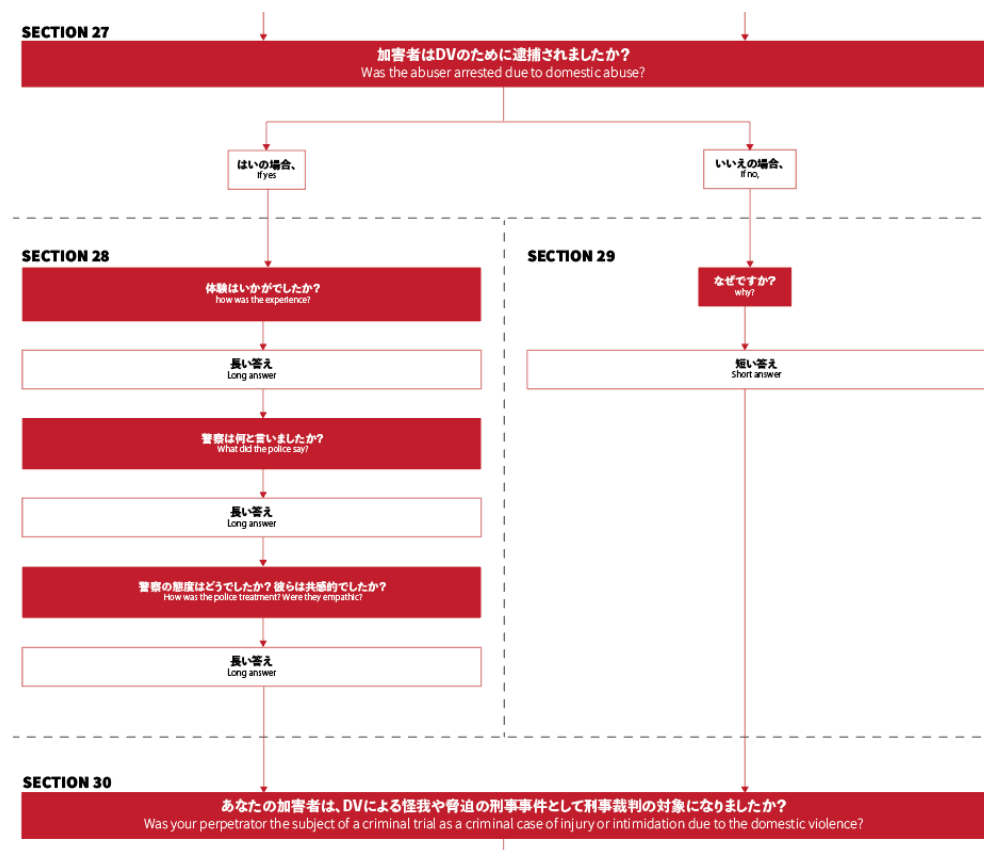 SECTION 27
加害者はDVのために逮捕されましたか?
Was the abuser arrested due to domestic abuse?
はいの場合、
If yes
いいえの場合、
If no,
SECTION 28
体験はいかがでしたか?
how was the experience?
長い答え
Long answer
警察は何と言いましたか?
What did the police say?
長い答え
Long answer
警察の態度はどうでしたか? 彼らは共感的でしたか?
How was the police treatment? Were they empathic?
長い答え
Long answer
SECTION 29
なぜですか?
why?
短い答え
Short answer
SECTION 30
あなたの加害者は、DVによる怪我や脅迫の刑事事件として刑事裁判の対象になりましたか?
Was your perpetrator the subject of a criminal trial as a criminal case of injury or intimidation due to the domestic violence?